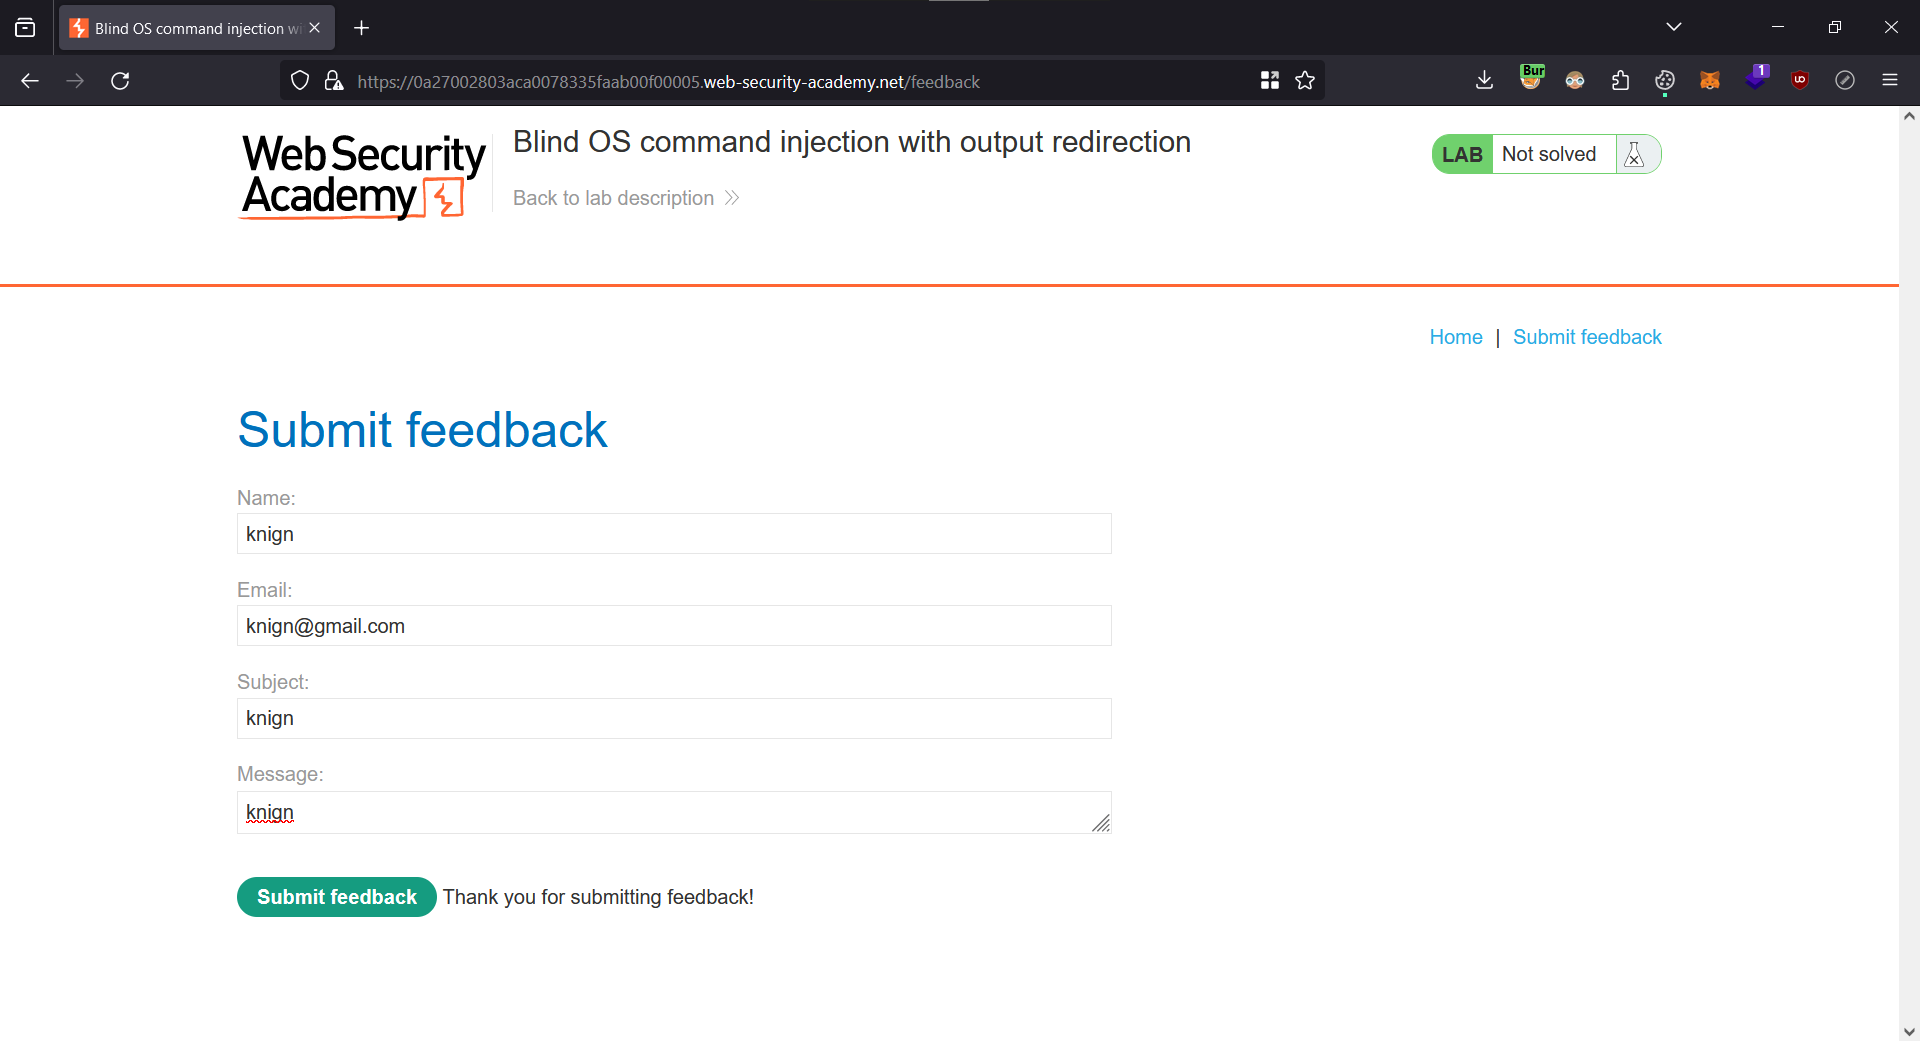 Blind OS command injection wi
https://0a27002803aca0078335faab00f00005.web-security-academy.net/feedback
Bur
1
Web Security
Academy
Blind OS command injection with output redirection
Back to lab description
LAB Not solved
Home | Submit feedback
Submit feedback
Name:
knign
Email:
knign@gmail.com
Subject:
knign
Message:
knign
Submit feedback Thank you for submitting feedback!